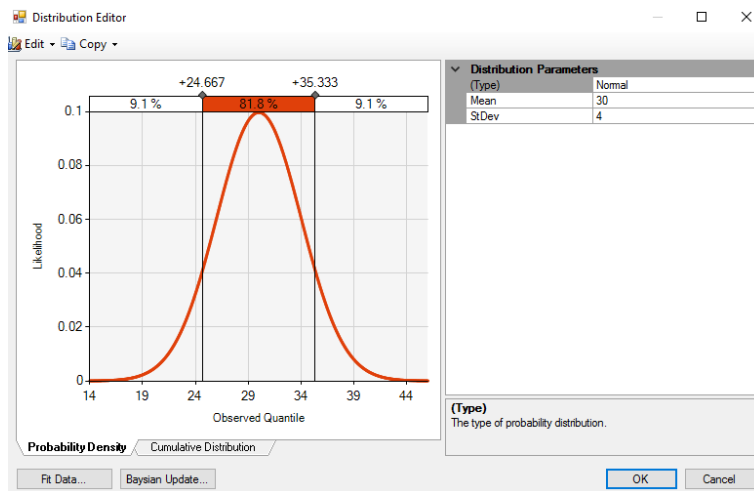 Distribution Editor
Edit Copy
+24.667 +35.333
9.1 % 81.8 % 9.1 %
0.1
0.08
0.06
0.04
0.02
0
Likelihood
14 19 24 29 34 39 44
Observed Quantile
Probability Density Cumulative Distribution
Distribution Parameters
(Type) Normal
Mean 30
StDev 4
(Type)
The type of probability distribution.
Fit Data... Baysian Update... OK Cancel